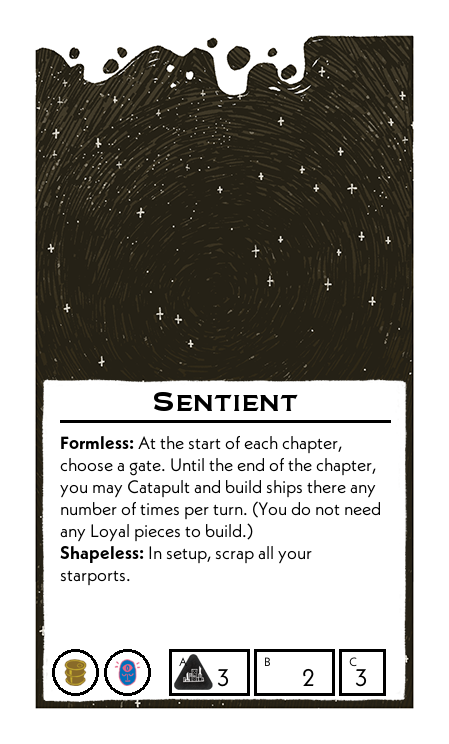 SENTIENT
Formless: At the start of each chapter,
choose a gate. Until the end of the chapter,
you may Catapult and build ships there any
number of times per turn. (You do not need
any Loyal pieces to build.)
Shapeless: In setup, scrap all your
starports.
A 3 B 2 C 3